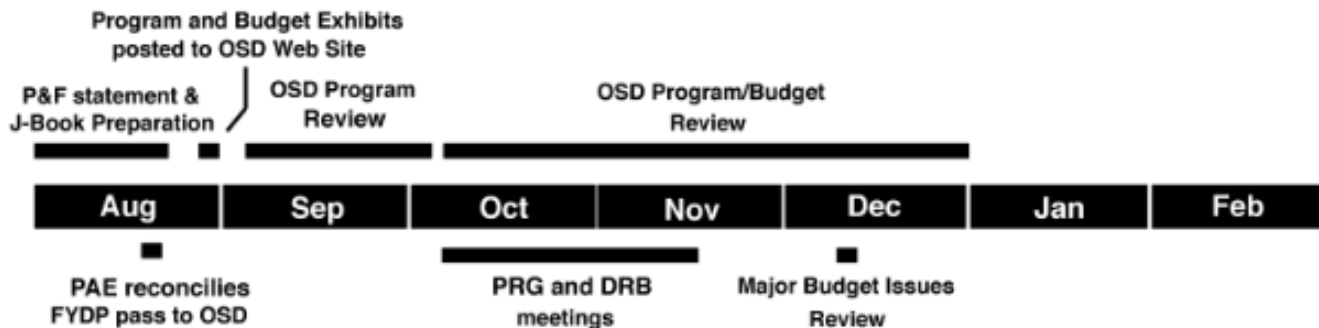 Program and Budget Exhibits
posted to OSD Web Site
P&F statement &
J-Book Preparation
OSD Program
Review
OSD Program/Budget
Review
Aug Sep Oct Nov Dec Jan Feb
PAE reconcilies
FYDP pass to OSD
PRG and DRB
meetings
Major Budget Issues
Review